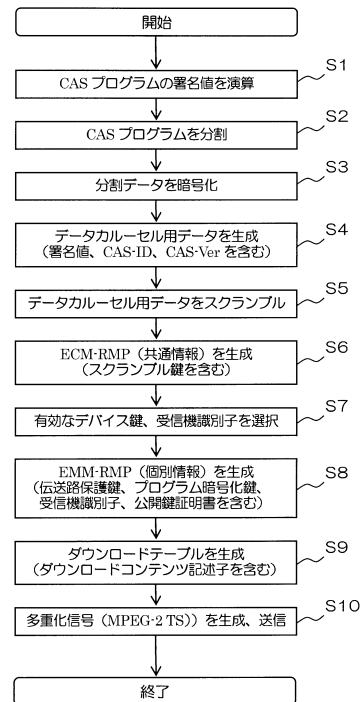 開始
S1
CAS プログラムの署名値を演算
S2
CAS プログラムを分割
S3
分割データを暗号化
S4
データカルーセル用データを生成
(署名値、CAS-ID、CAS-Ver を含む)
S5
データカルーセル用データをスクランブル
S6
ECM-RMP(共通情報)を生成
(スクランブル鍵を含む)
S7
有効なデバイス鍵、受信機識別子を選択
S8
EMM-RMP(個別情報)を生成
(伝送路保護鍵、プログラム暗号化鍵、
受信機識別子、公開鍵証明書を含む)
S9
ダウンロードテーブルを生成
(ダウンロードコンテンツ記述子を含む)
S10
多重化信号(MPEG-2 TS))を生成、送信
終了